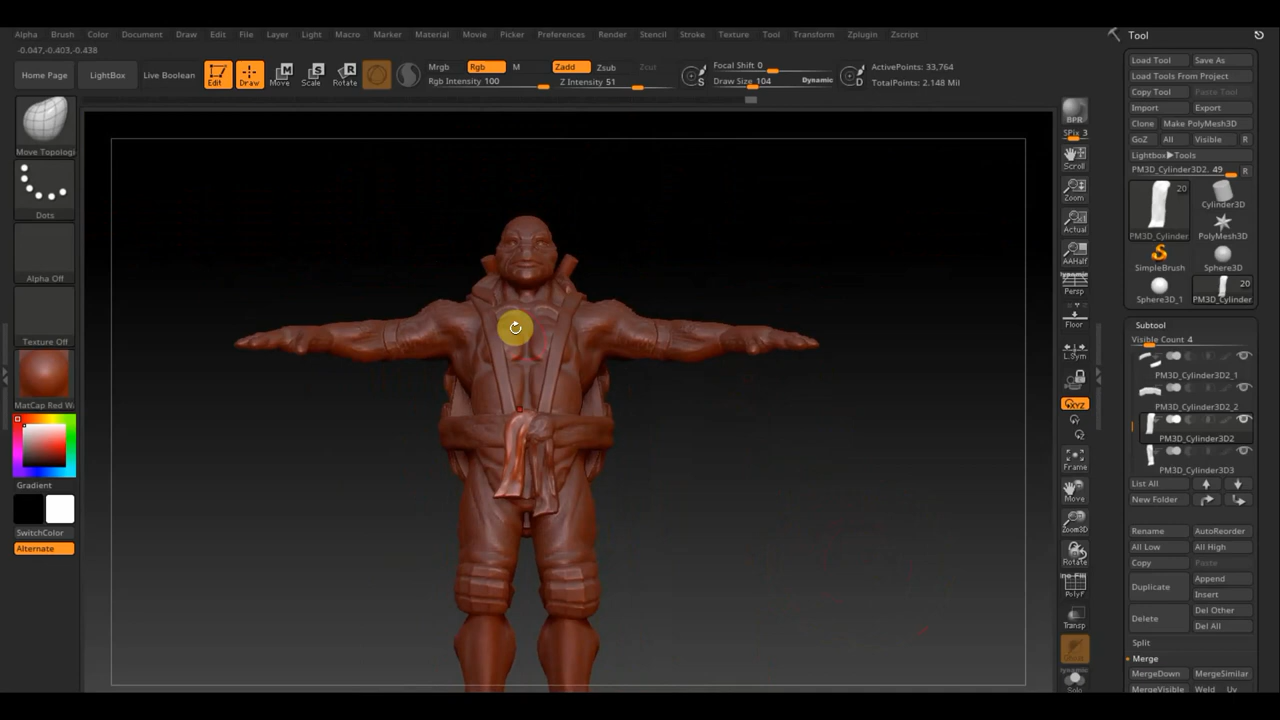 Alpha Brush Color Document Draw Edit File Layer Light Macro Marker Material Movie Picker Preferences Render Stencil Stroke Texture Tool Transform Zplugin Zscript
-0.047,-0.403,-0.438
Home Page
LightBox
Live Boolean
Edit
Draw
Move
Scale
Rotate
Mrgb
Rgb
M
Rgb Intensity 100
Zadd
Zsub
Zcut
Z Intensity 51
S
Focal Shift 0
Draw Size 104
Dynamic
D
ActivePoints: 33,764
TotalPoints: 2.148 Mil
Move Topologi
Dots
Alpha Off
Texture Off
MatCap Red W
Gradient
SwitchColor
Alternate
BPR
SPix 3
Scroll
Zoom
Actual
AAHalf
Dynamic
Persp
Floor
L.Sym
XYZ
Frame
Move
Zoom3D
Rotate
PolyF
Transp
Dynamic
Solo
Tool
Load Tool
Save As
Load Tools From Project
Copy Tool
Paste Tool
Import
Export
Clone
Make PolyMesh3D
GoZ
All
Visible
R
Lightbox▶Tools
PM3D_Cylinder3D2. 49
R
20
PM3D_Cylinder
Cylinder3D
PolyMesh3D
SimpleBrush
Sphere3D
Sphere3D_1
20
PM3D_Cylinder
Subtool
Visible Count 4
PM3D_Cylinder3D2_1
PM3D_Cylinder3D2_2
PM3D_Cylinder3D2
PM3D_Cylinder3D3
List All
New Folder
Rename
AutoReorder
All Low
All High
Copy
Paste
Duplicate
Append
Insert
Delete
Del Other
Del All
Split
Merge
MergeDown
MergeSimilar
MergeVisible
Weld
Uv